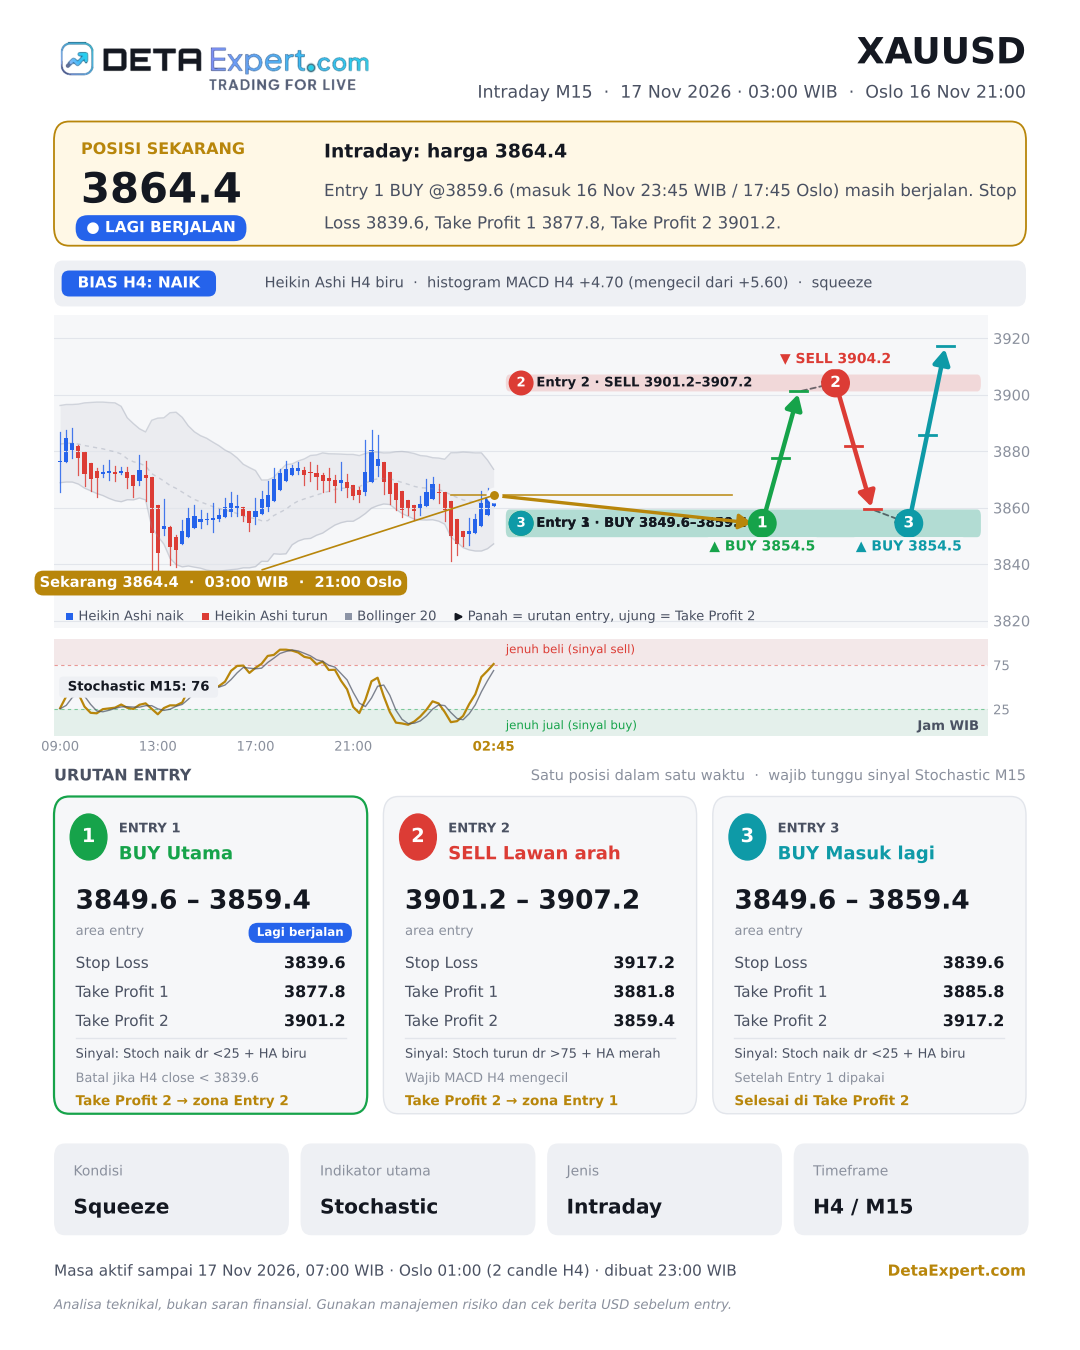 DETA Expert.com
TRADING FOR LIVE
XAUUSD
Intraday M15 · 17 Nov 2026 · 03:00 WIB · Oslo 16 Nov 21:00
POSISI SEKARANG
3864.4
LAGI BERJALAN
Intraday: harga 3864.4
Entry 1 BUY @3859.6 (masuk 16 Nov 23:45 WIB / 17:45 Oslo) masih berjalan. Stop
Loss 3839.6, Take Profit 1 3877.8, Take Profit 2 3901.2.
BIAS H4: NAIK
Heikin Ashi H4 biru · histogram MACD H4 +4.70 (mengecil dari +5.60) · squeeze
3920
▼ SELL 3904.2
2 Entry 2 · SELL 3901.2–3907.2
2
3900
3880
3860
3 Entry 3 · BUY 3849.6–3859.4
1
3
▲ BUY 3854.5
▲ BUY 3854.5
3840
Sekarang 3864.4 · 03:00 WIB · 21:00 Oslo
Heikin Ashi naik
Heikin Ashi turun
Bollinger 20
Panah = urutan entry, ujung = Take Profit 2
3820
jenuh beli (sinyal sell)
75
Stochastic M15: 76
25
jenuh jual (sinyal buy)
Jam WIB
09:00 13:00 17:00 21:00 02:45
URUTAN ENTRY
Satu posisi dalam satu waktu · wajib tunggu sinyal Stochastic M15
1
ENTRY 1
BUY Utama
3849.6 – 3859.4
area entry
Lagi berjalan
Stop Loss 3839.6
Take Profit 1 3877.8
Take Profit 2 3901.2
Sinyal: Stoch naik dr <25 + HA biru
Batal jika H4 close < 3839.6
Take Profit 2 → zona Entry 2
2
ENTRY 2
SELL Lawan arah
3901.2 – 3907.2
area entry
Stop Loss 3917.2
Take Profit 1 3881.8
Take Profit 2 3859.4
Sinyal: Stoch turun dr >75 + HA merah
Wajib MACD H4 mengecil
Take Profit 2 → zona Entry 1
3
ENTRY 3
BUY Masuk lagi
3849.6 – 3859.4
area entry
Stop Loss 3839.6
Take Profit 1 3885.8
Take Profit 2 3917.2
Sinyal: Stoch naik dr <25 + HA biru
Setelah Entry 1 dipakai
Selesai di Take Profit 2
Kondisi
Squeeze
Indikator utama
Stochastic
Jenis
Intraday
Timeframe
H4 / M15
Masa aktif sampai 17 Nov 2026, 07:00 WIB · Oslo 01:00 (2 candle H4) · dibuat 23:00 WIB
DetaExpert.com
Analisa teknikal, bukan saran finansial. Gunakan manajemen risiko dan cek berita USD sebelum entry.